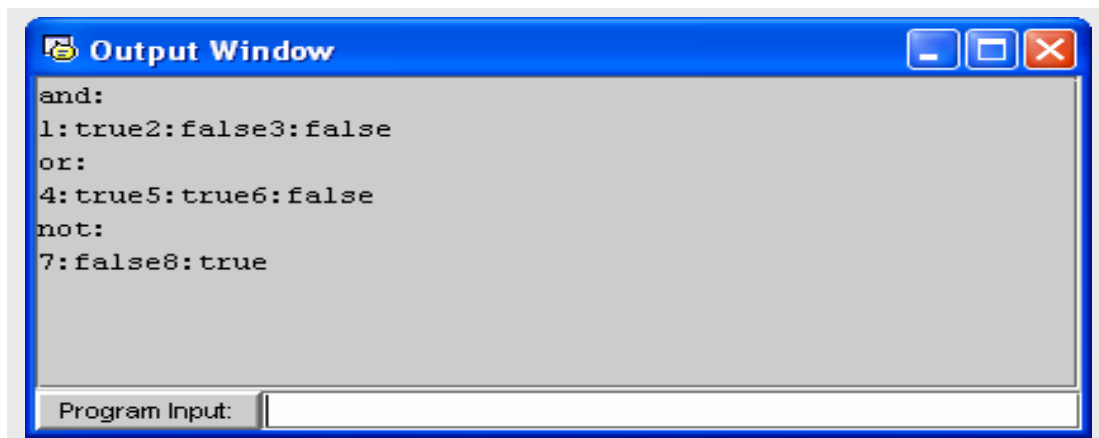 Output Window
and:
1:true2:false3:false
or:
4:true5:true6:false
not:
7:false8:true
Program Input: